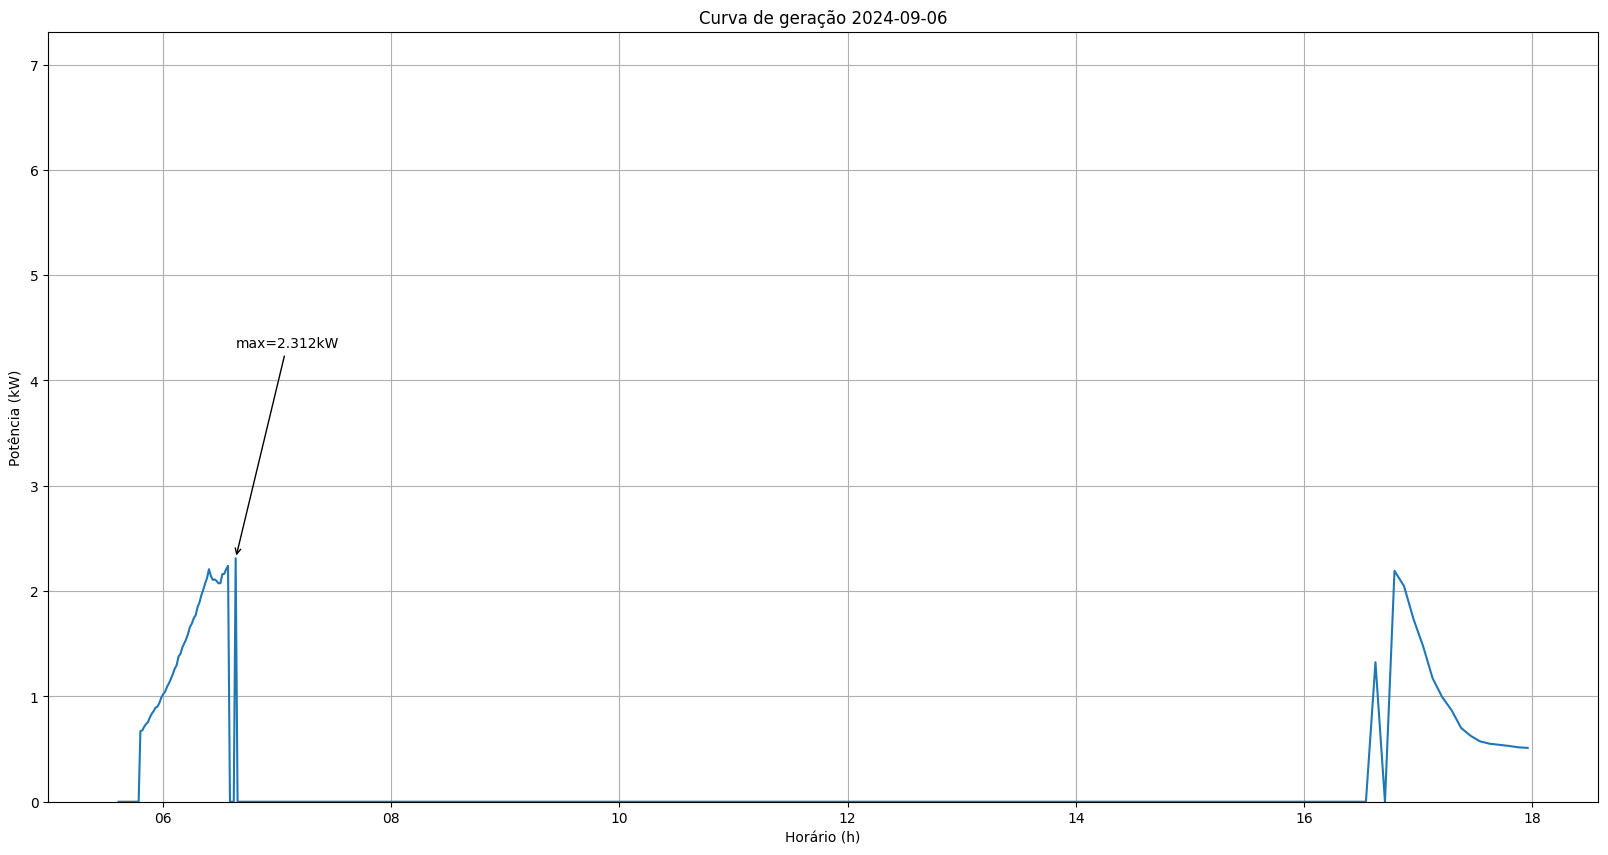 Curva de geração 2024-09-06
Potência (kW)
7
6
5
4
3
2
1
0
max=2.312kW
06 08 10 12 14 16 18
Horário (h)